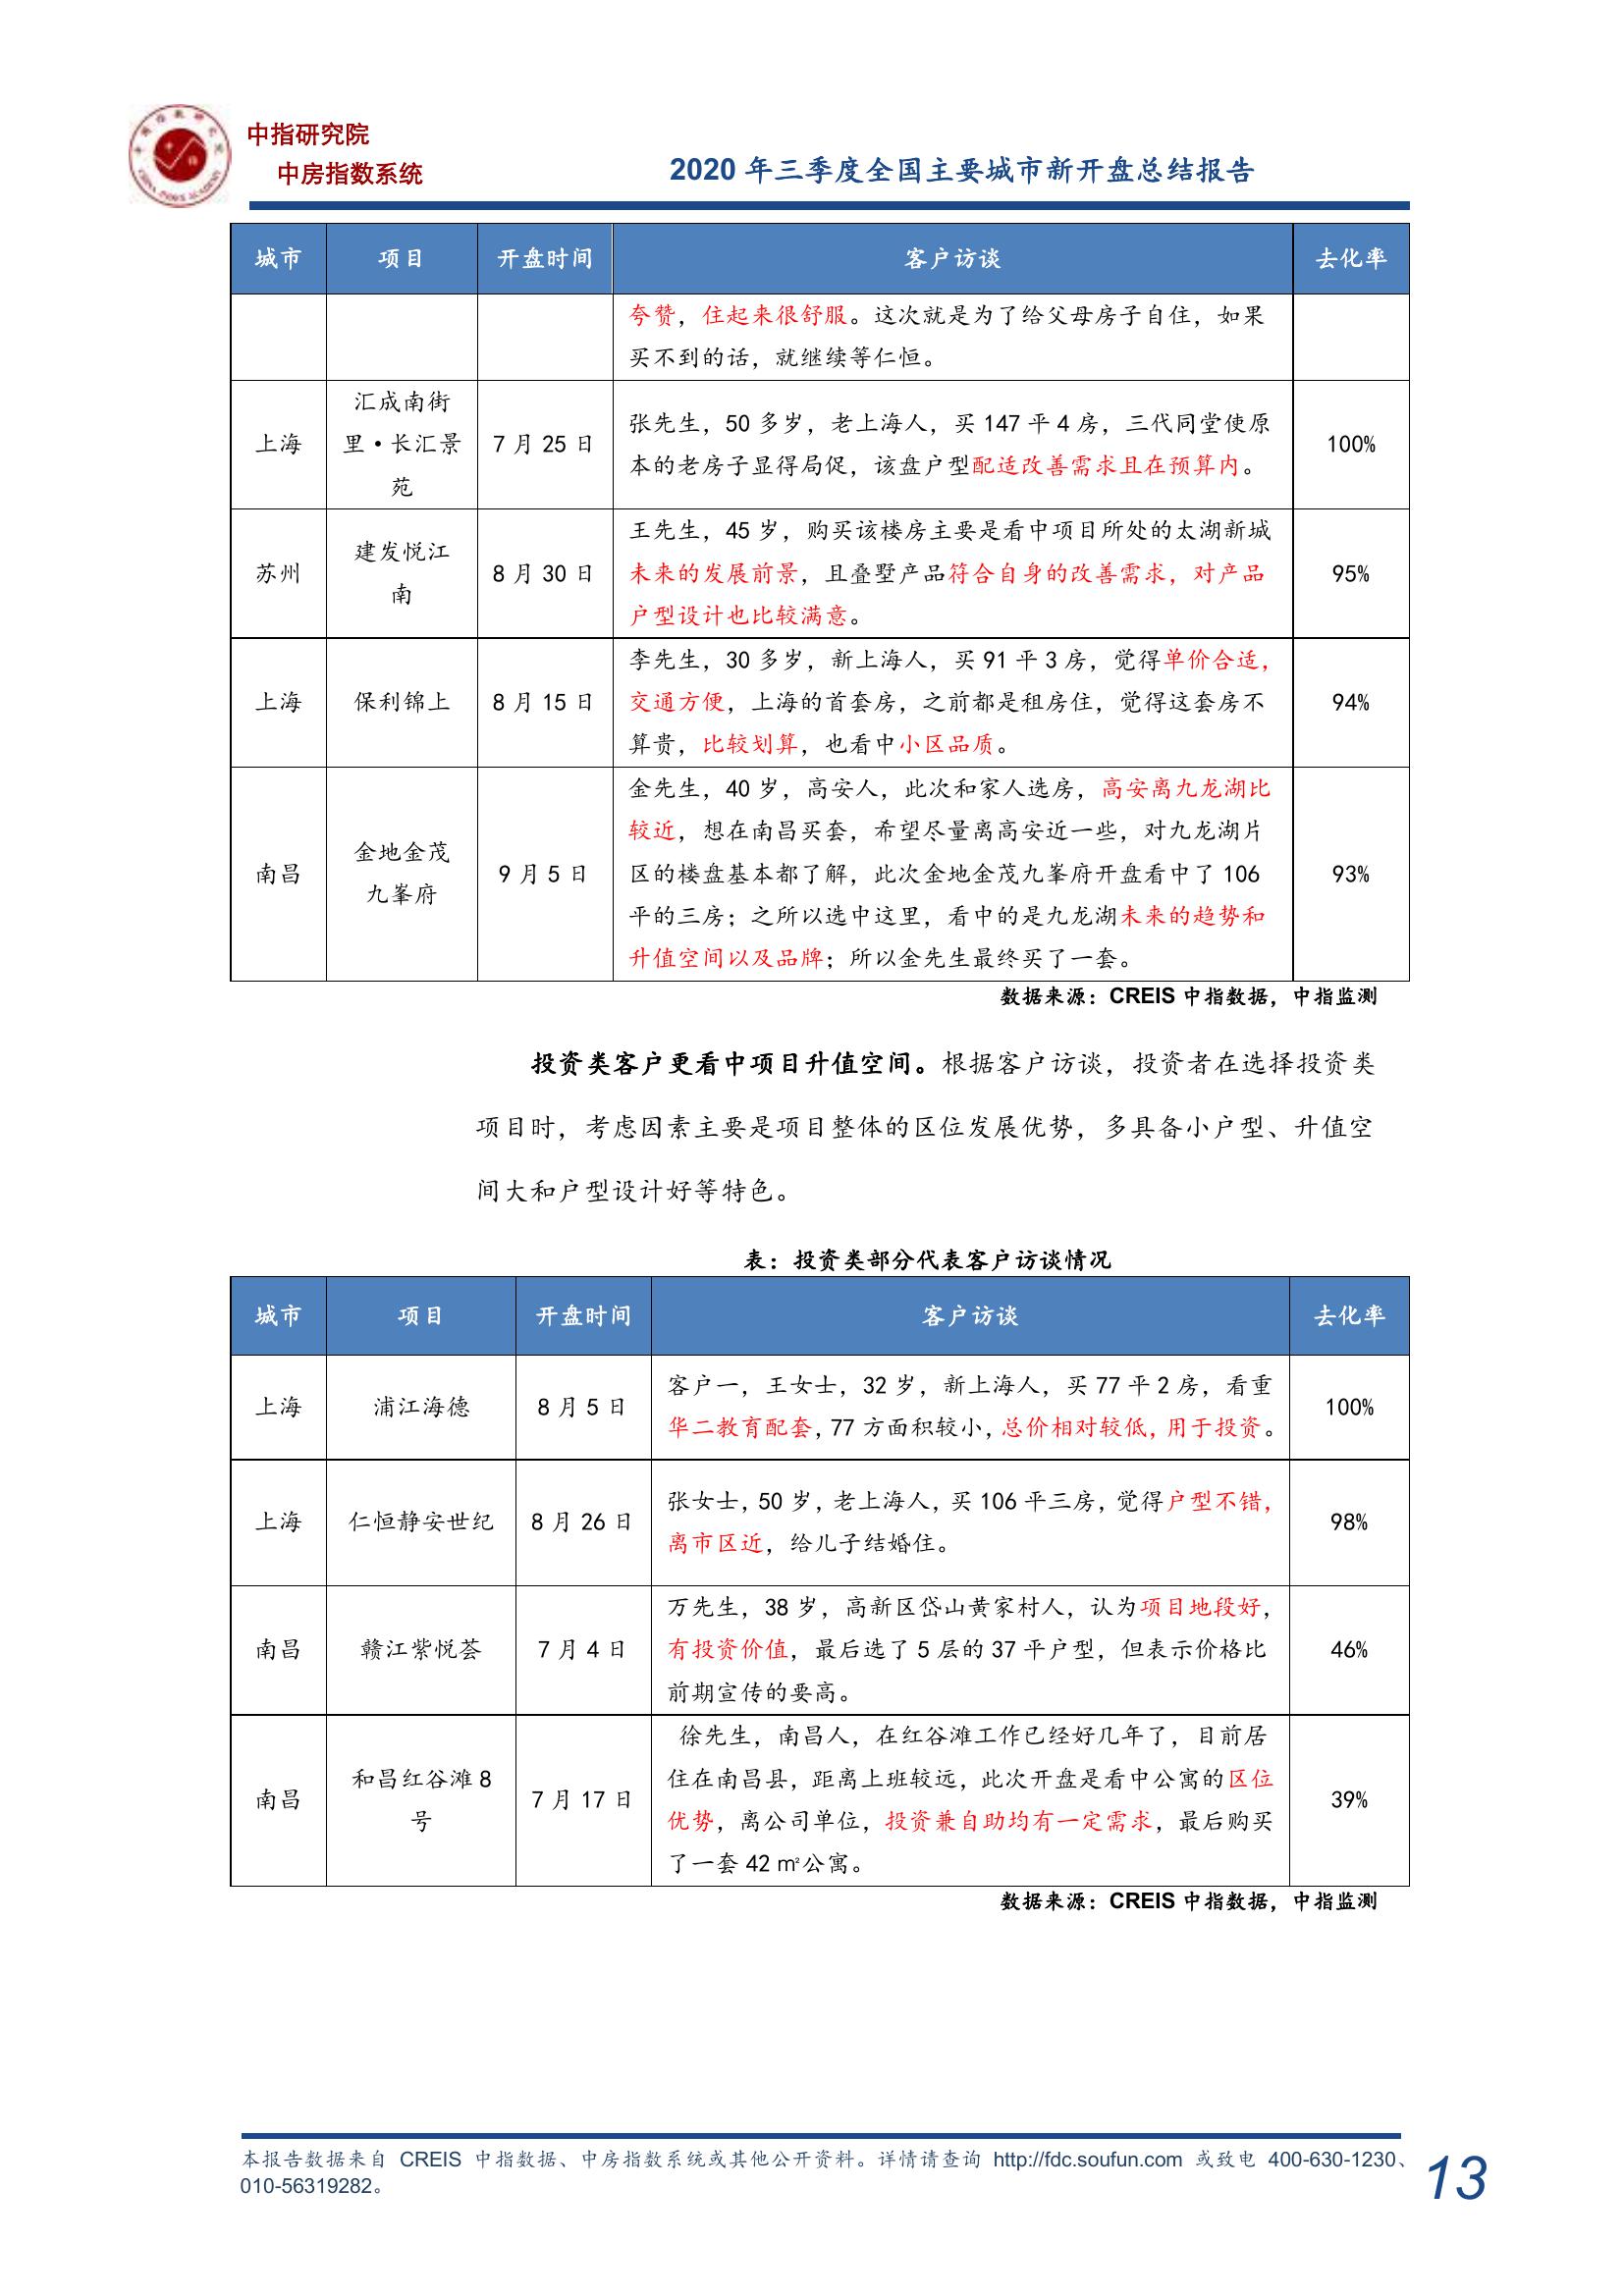 中指研究院
中房指数系统
2020 年三季度全国主要城市新开盘总结报告
城市 项目 开盘时间 客户访谈 去化率
夸赞，住起来很舒服。这次就是为了给父母房子自住，如果
买不到的话，就继续等仁恒。
上海
汇成南街
里·长汇景
苑
7 月 25 日
张先生，50 多岁，老上海人，买 147 平 4 房，三代同堂使原
本的老房子显得局促，该盘户型配适改善需求且在预算内。
100%
苏州
建发悦江
南
8 月 30 日
王先生，45 岁，购买该楼房主要是看中项目所处的太湖新城
未来的发展前景，且叠墅产品符合自身的改善需求，对产品
户型设计也比较满意。
95%
上海
保利锦上
8 月 15 日
李先生，30 多岁，新上海人，买 91 平 3 房，觉得单价合适，
交通方便，上海的首套房，之前都是租房住，觉得这套房不
算贵，比较划算，也看中小区品质。
94%
南昌
金地金茂
九峯府
9 月 5 日
金先生，40 岁，高安人，此次和家人选房，高安离九龙湖比
较近，想在南昌买套，希望尽量离高安近一些，对九龙湖片
区的楼盘基本都了解，此次金地金茂九峯府开盘看中了 106
平的三房；之所以选中这里，看中的是九龙湖未来的趋势和
升值空间以及品牌；所以金先生最终买了一套。
93%
数据来源：CREIS 中指数据，中指监测
投资类客户更看中项目升值空间。根据客户访谈，投资者在选择投资类
项目时，考虑因素主要是项目整体的区位发展优势，多具备小户型、升值空
间大和户型设计好等特色。
表：投资类部分代表客户访谈情况
城市 项目 开盘时间 客户访谈 去化率
上海
浦江海德
8 月 5 日
客户一，王女士，32 岁，新上海人，买 77 平 2 房，看重
华二教育配套，77 方面积较小，总价相对较低，用于投资。
100%
上海
仁恒静安世纪
8 月 26 日
张女士，50 岁，老上海人，买 106 平三房，觉得户型不错，
离市区近，给儿子结婚住。
98%
南昌
赣江紫悦荟
7 月 4 日
万先生，38 岁，高新区岱山黄家村人，认为项目地段好，
有投资价值，最后选了 5 层的 37 平户型，但表示价格比
前期宣传的要高。
46%
南昌
和昌红谷滩 8
号
7 月 17 日
徐先生，南昌人，在红谷滩工作已经好几年了，目前居
住在南昌县，距离上班较远，此次开盘是看中公寓的区位
优势，离公司单位，投资兼自助均有一定需求，最后购买
了一套 42 ㎡公寓。
39%
数据来源：CREIS 中指数据，中指监测
本报告数据来自 CREIS 中指数据、中房指数系统或其他公开资料。详情请查询 http://fdc.soufun.com 或致电 400-630-1230、
010-56319282。
13